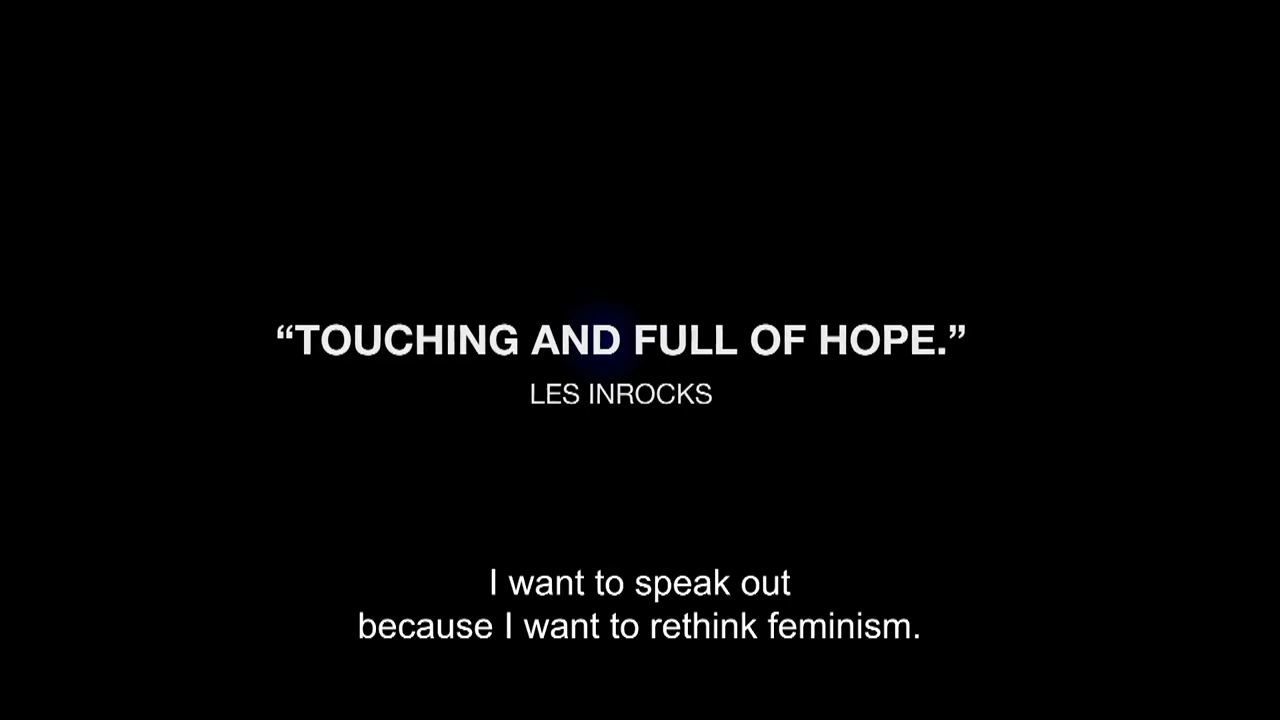 “TOUCHING AND FULL OF HOPE.”
LES INROCKS
I want to speak out
because I want to rethink feminism.